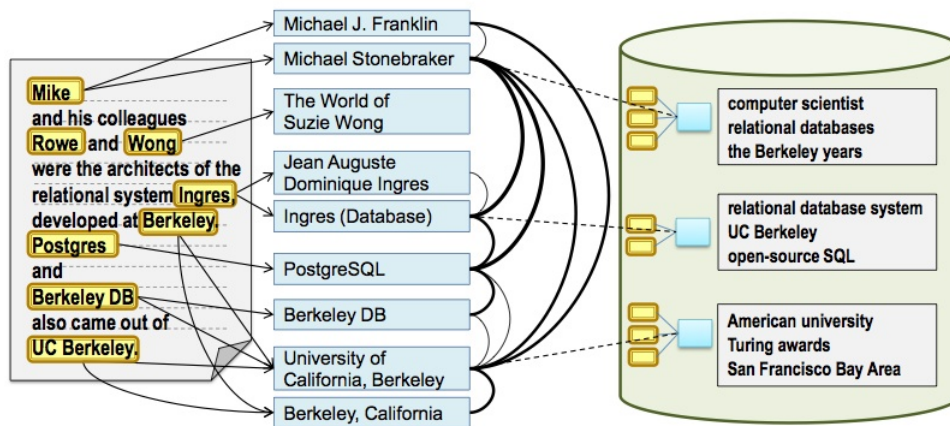 Mike
and his colleagues
Rowe and Wong
were the architects of the
relational system Ingres,
developed at Berkeley.
Postgres
and
Berkeley DB
also came out of
UC Berkeley.
Michael J. Franklin
Michael Stonebraker
The World of
Suzie Wong
Jean Auguste
Dominique Ingres
Ingres (Database)
PostgreSQL
Berkeley DB
University of
California, Berkeley
Berkeley, California
computer scientist
relational databases
the Berkeley years
relational database system
UC Berkeley
open-source SQL
American university
Turing awards
San Francisco Bay Area